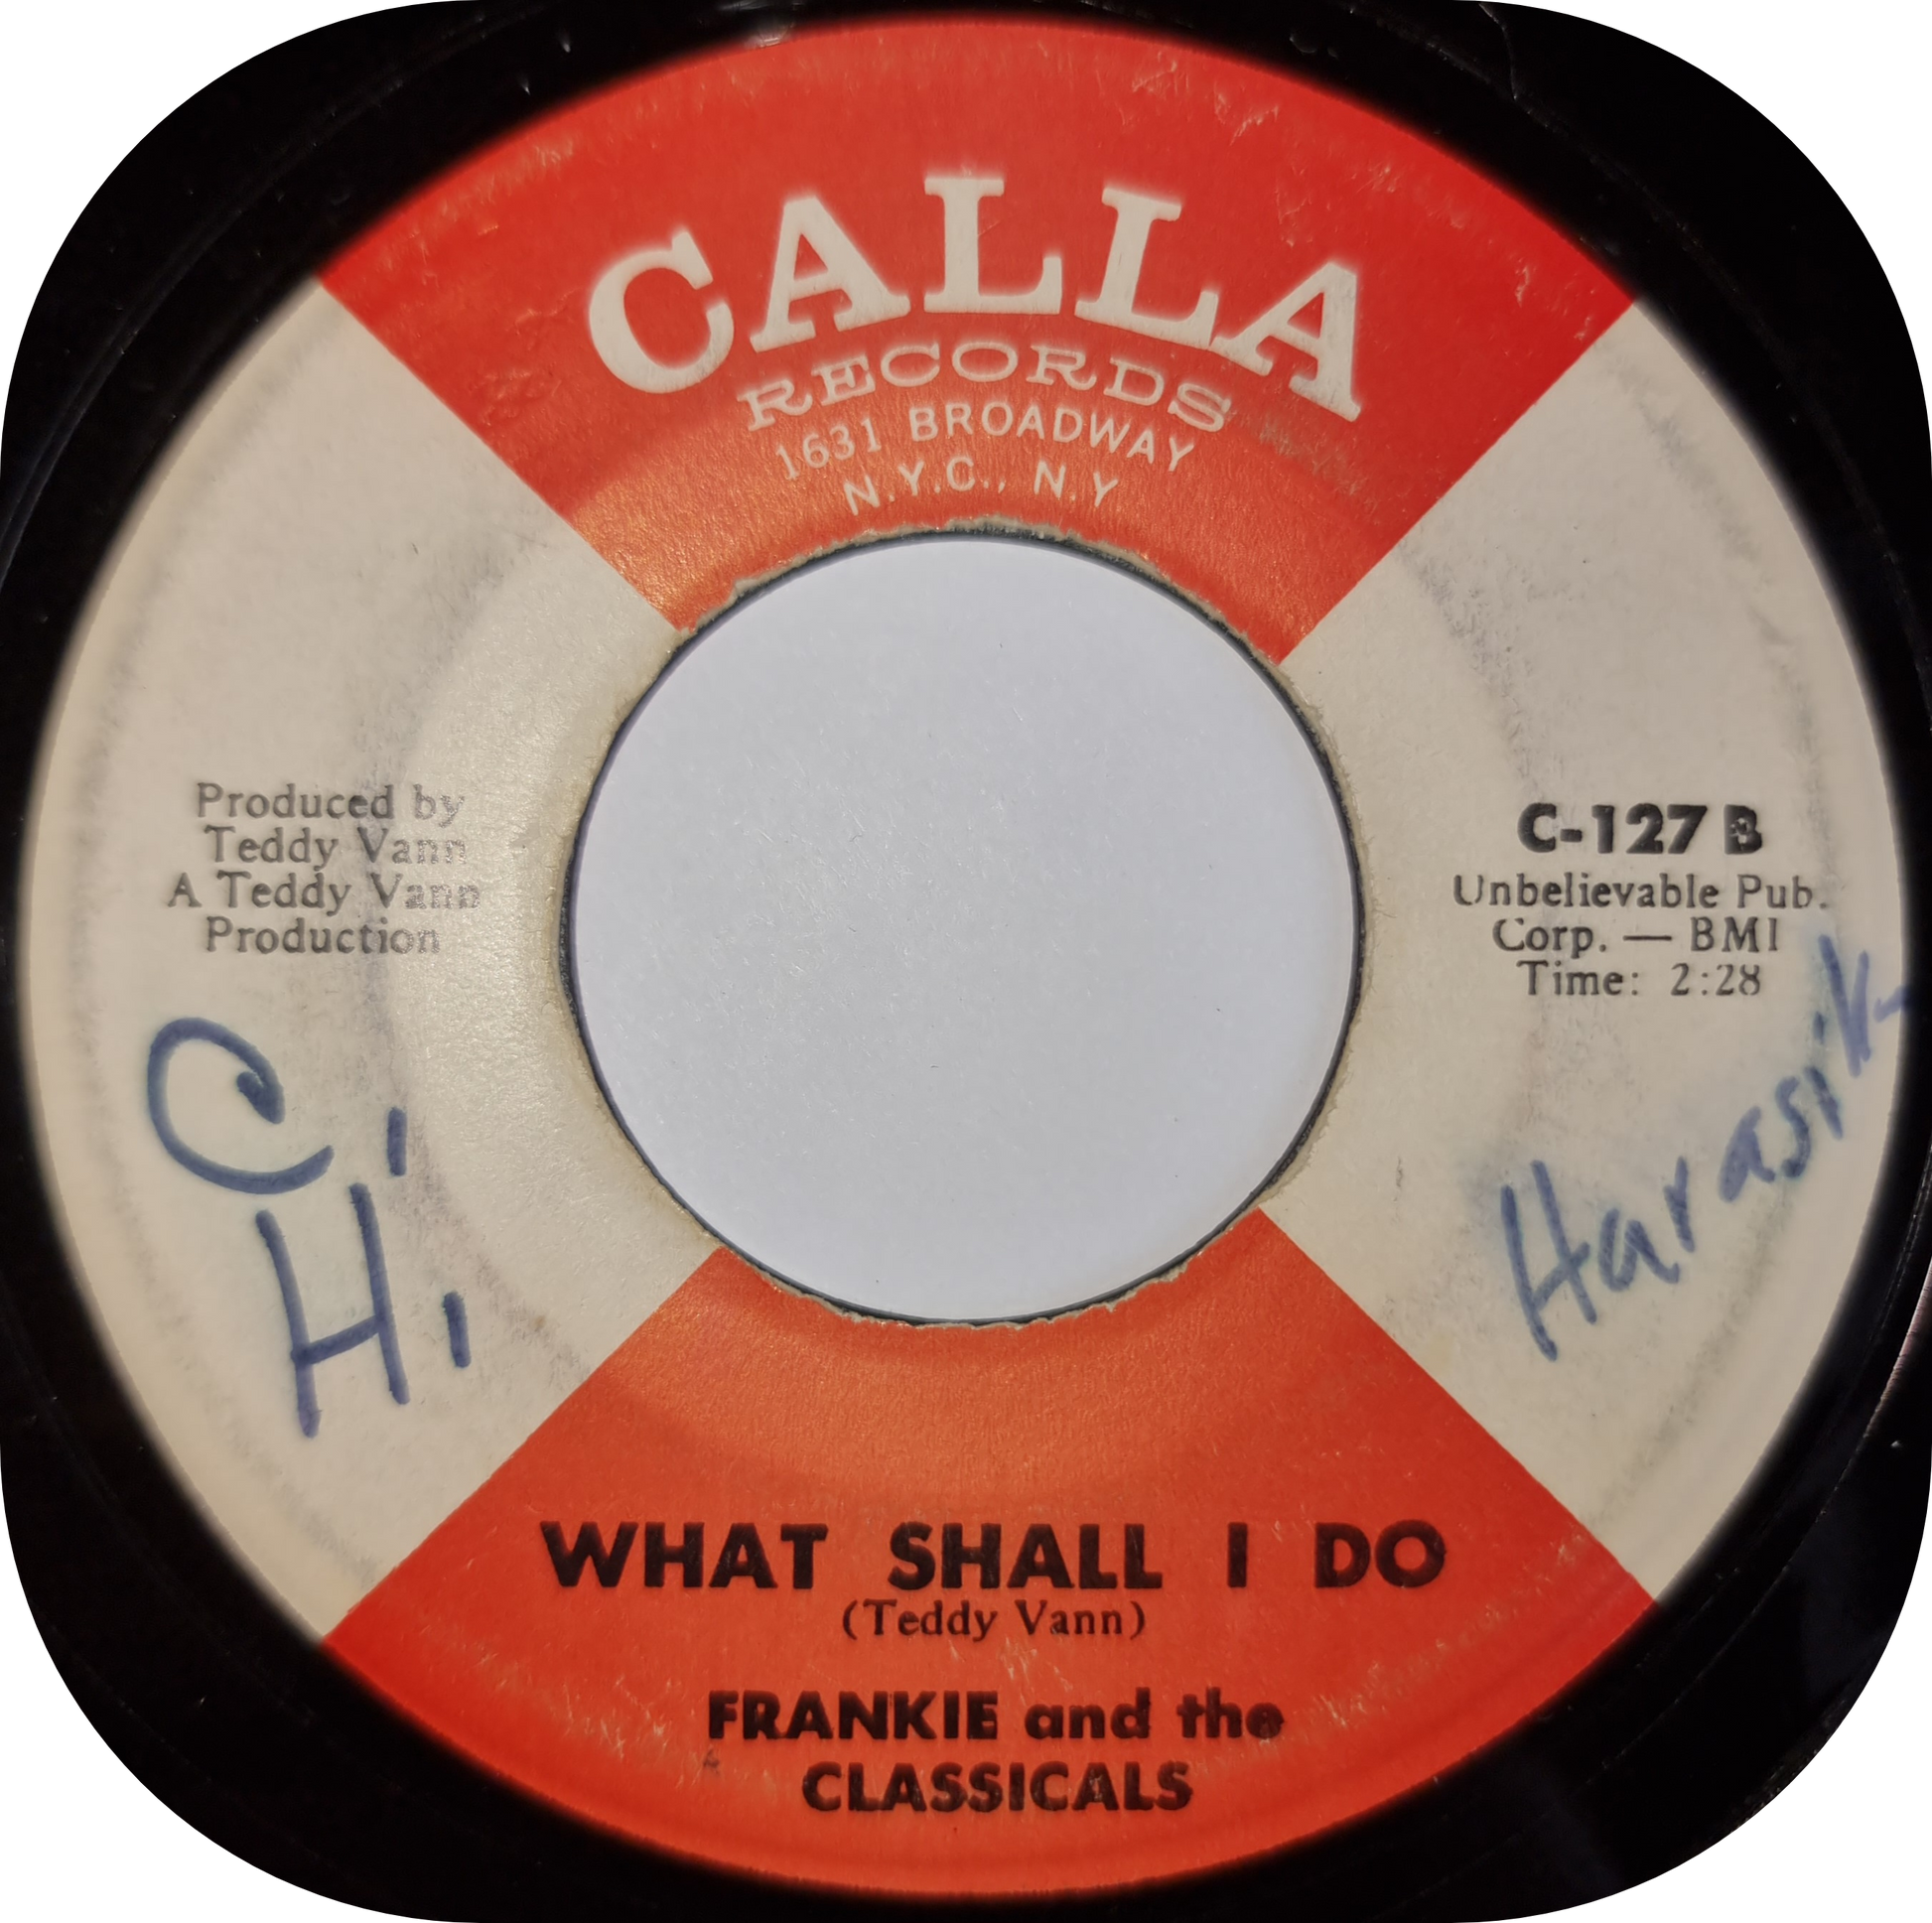 CALLA
RECORDS
1631 BROADWAY
N.Y.C., N.Y
Produced by
Teddy Vann
A Teddy Vann
Production
C-127 B
Unbelievable Pub.
Corp. — BMI
Time: 2:28
C
Hi
Harasik
WHAT SHALL I DO
(Teddy Vann)
FRANKIE and the
CLASSICALS